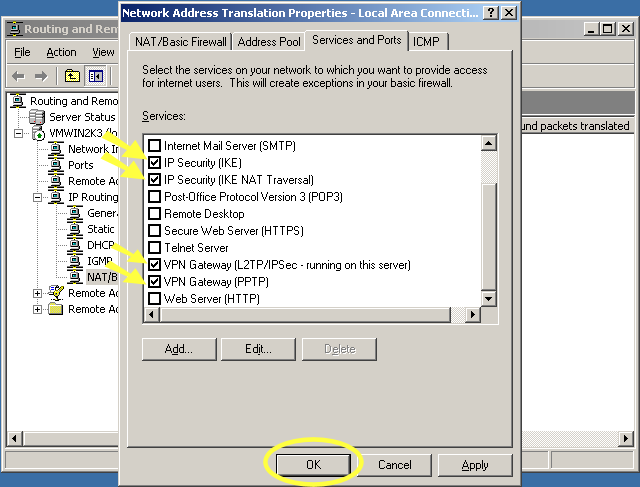 Routing and Rem
File Action View
Routing and Remo
Server Status
VMWIN2K3 (lo
Network In
Ports
Remote Ac
IP Routing
Genera
Static
DHCP
IGMP
NAT/B
Remote Ac
Remote Ac
und packets translated
Network Address Translation Properties - Local Area Connecti...
NAT/Basic Firewall Address Pool Services and Ports ICMP
Select the services on your network to which you want to provide access
for internet users. This will create exceptions in your basic firewall.
Services:
Internet Mail Server (SMTP)
IP Security (IKE)
IP Security (IKE NAT Traversal)
Post-Office Protocol Version 3 (POP3)
Remote Desktop
Secure Web Server (HTTPS)
Telnet Server
VPN Gateway (L2TP/IPSec - running on this server)
VPN Gateway (PPTP)
Web Server (HTTP)
Add... Edit... Delete
OK Cancel Apply